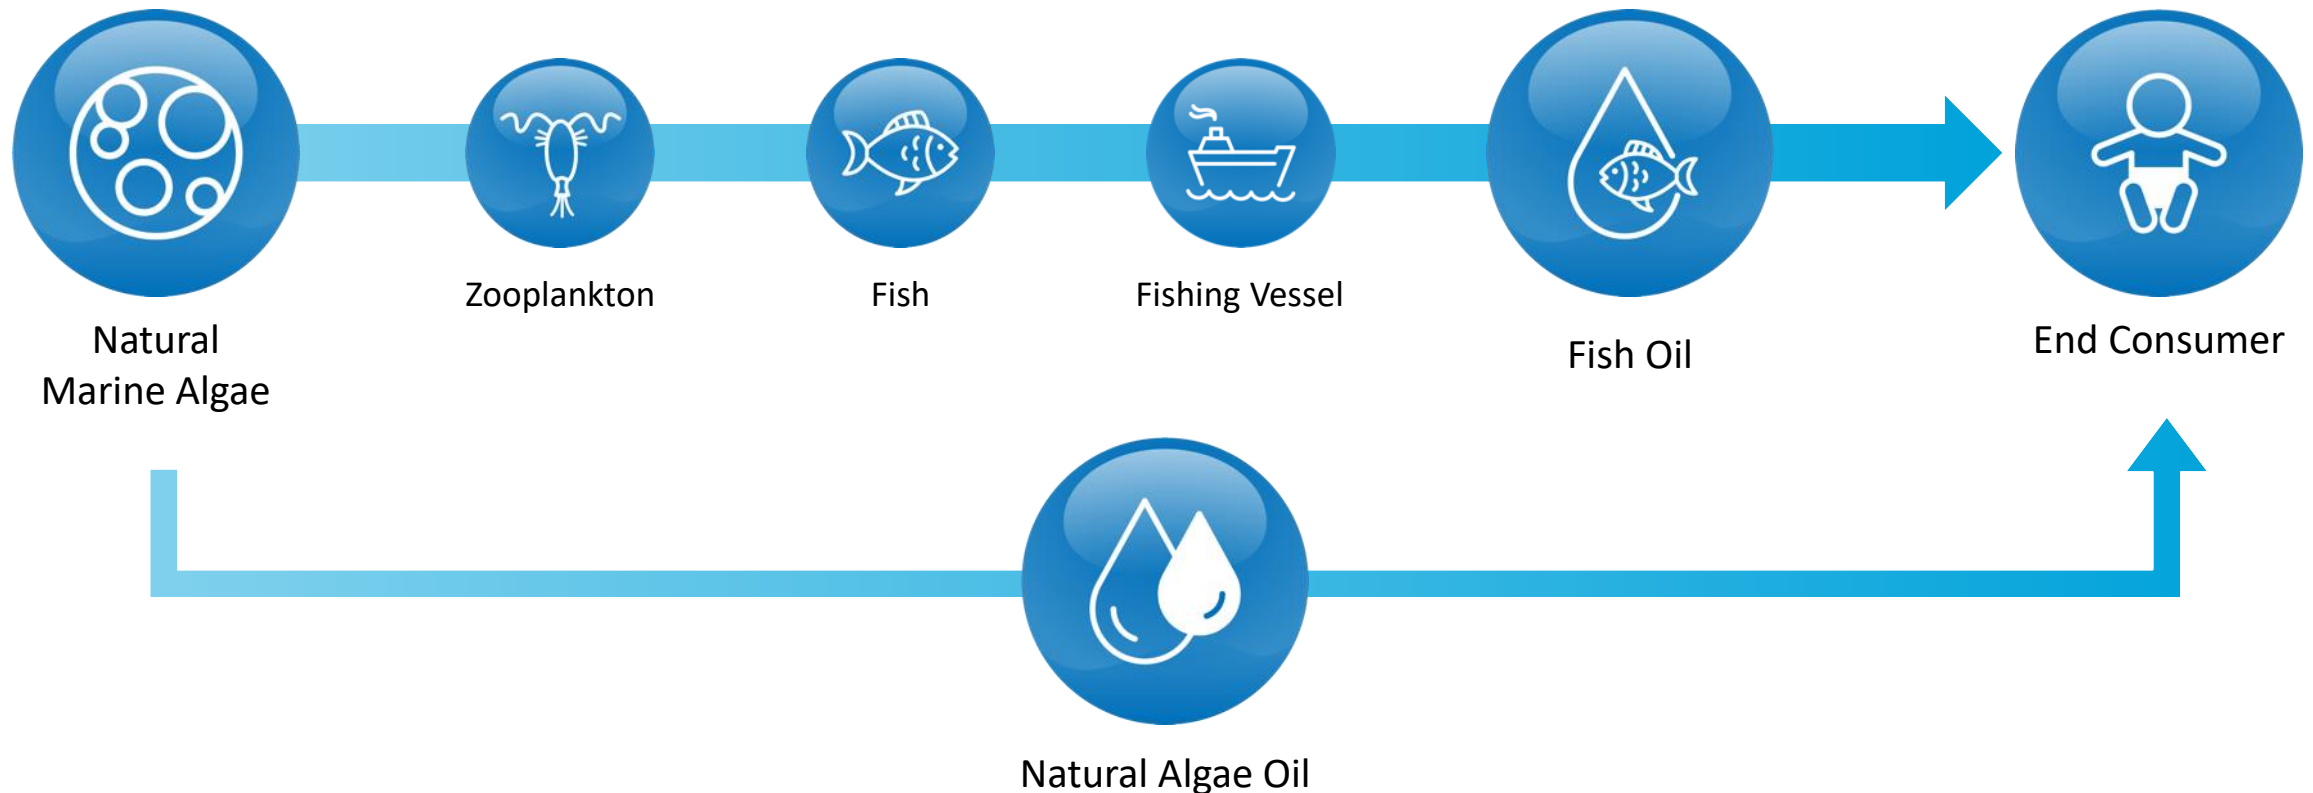 Natural
Marine Algae
Zooplankton
Fish
Fishing Vessel
Fish Oil
End Consumer
Natural Algae Oil